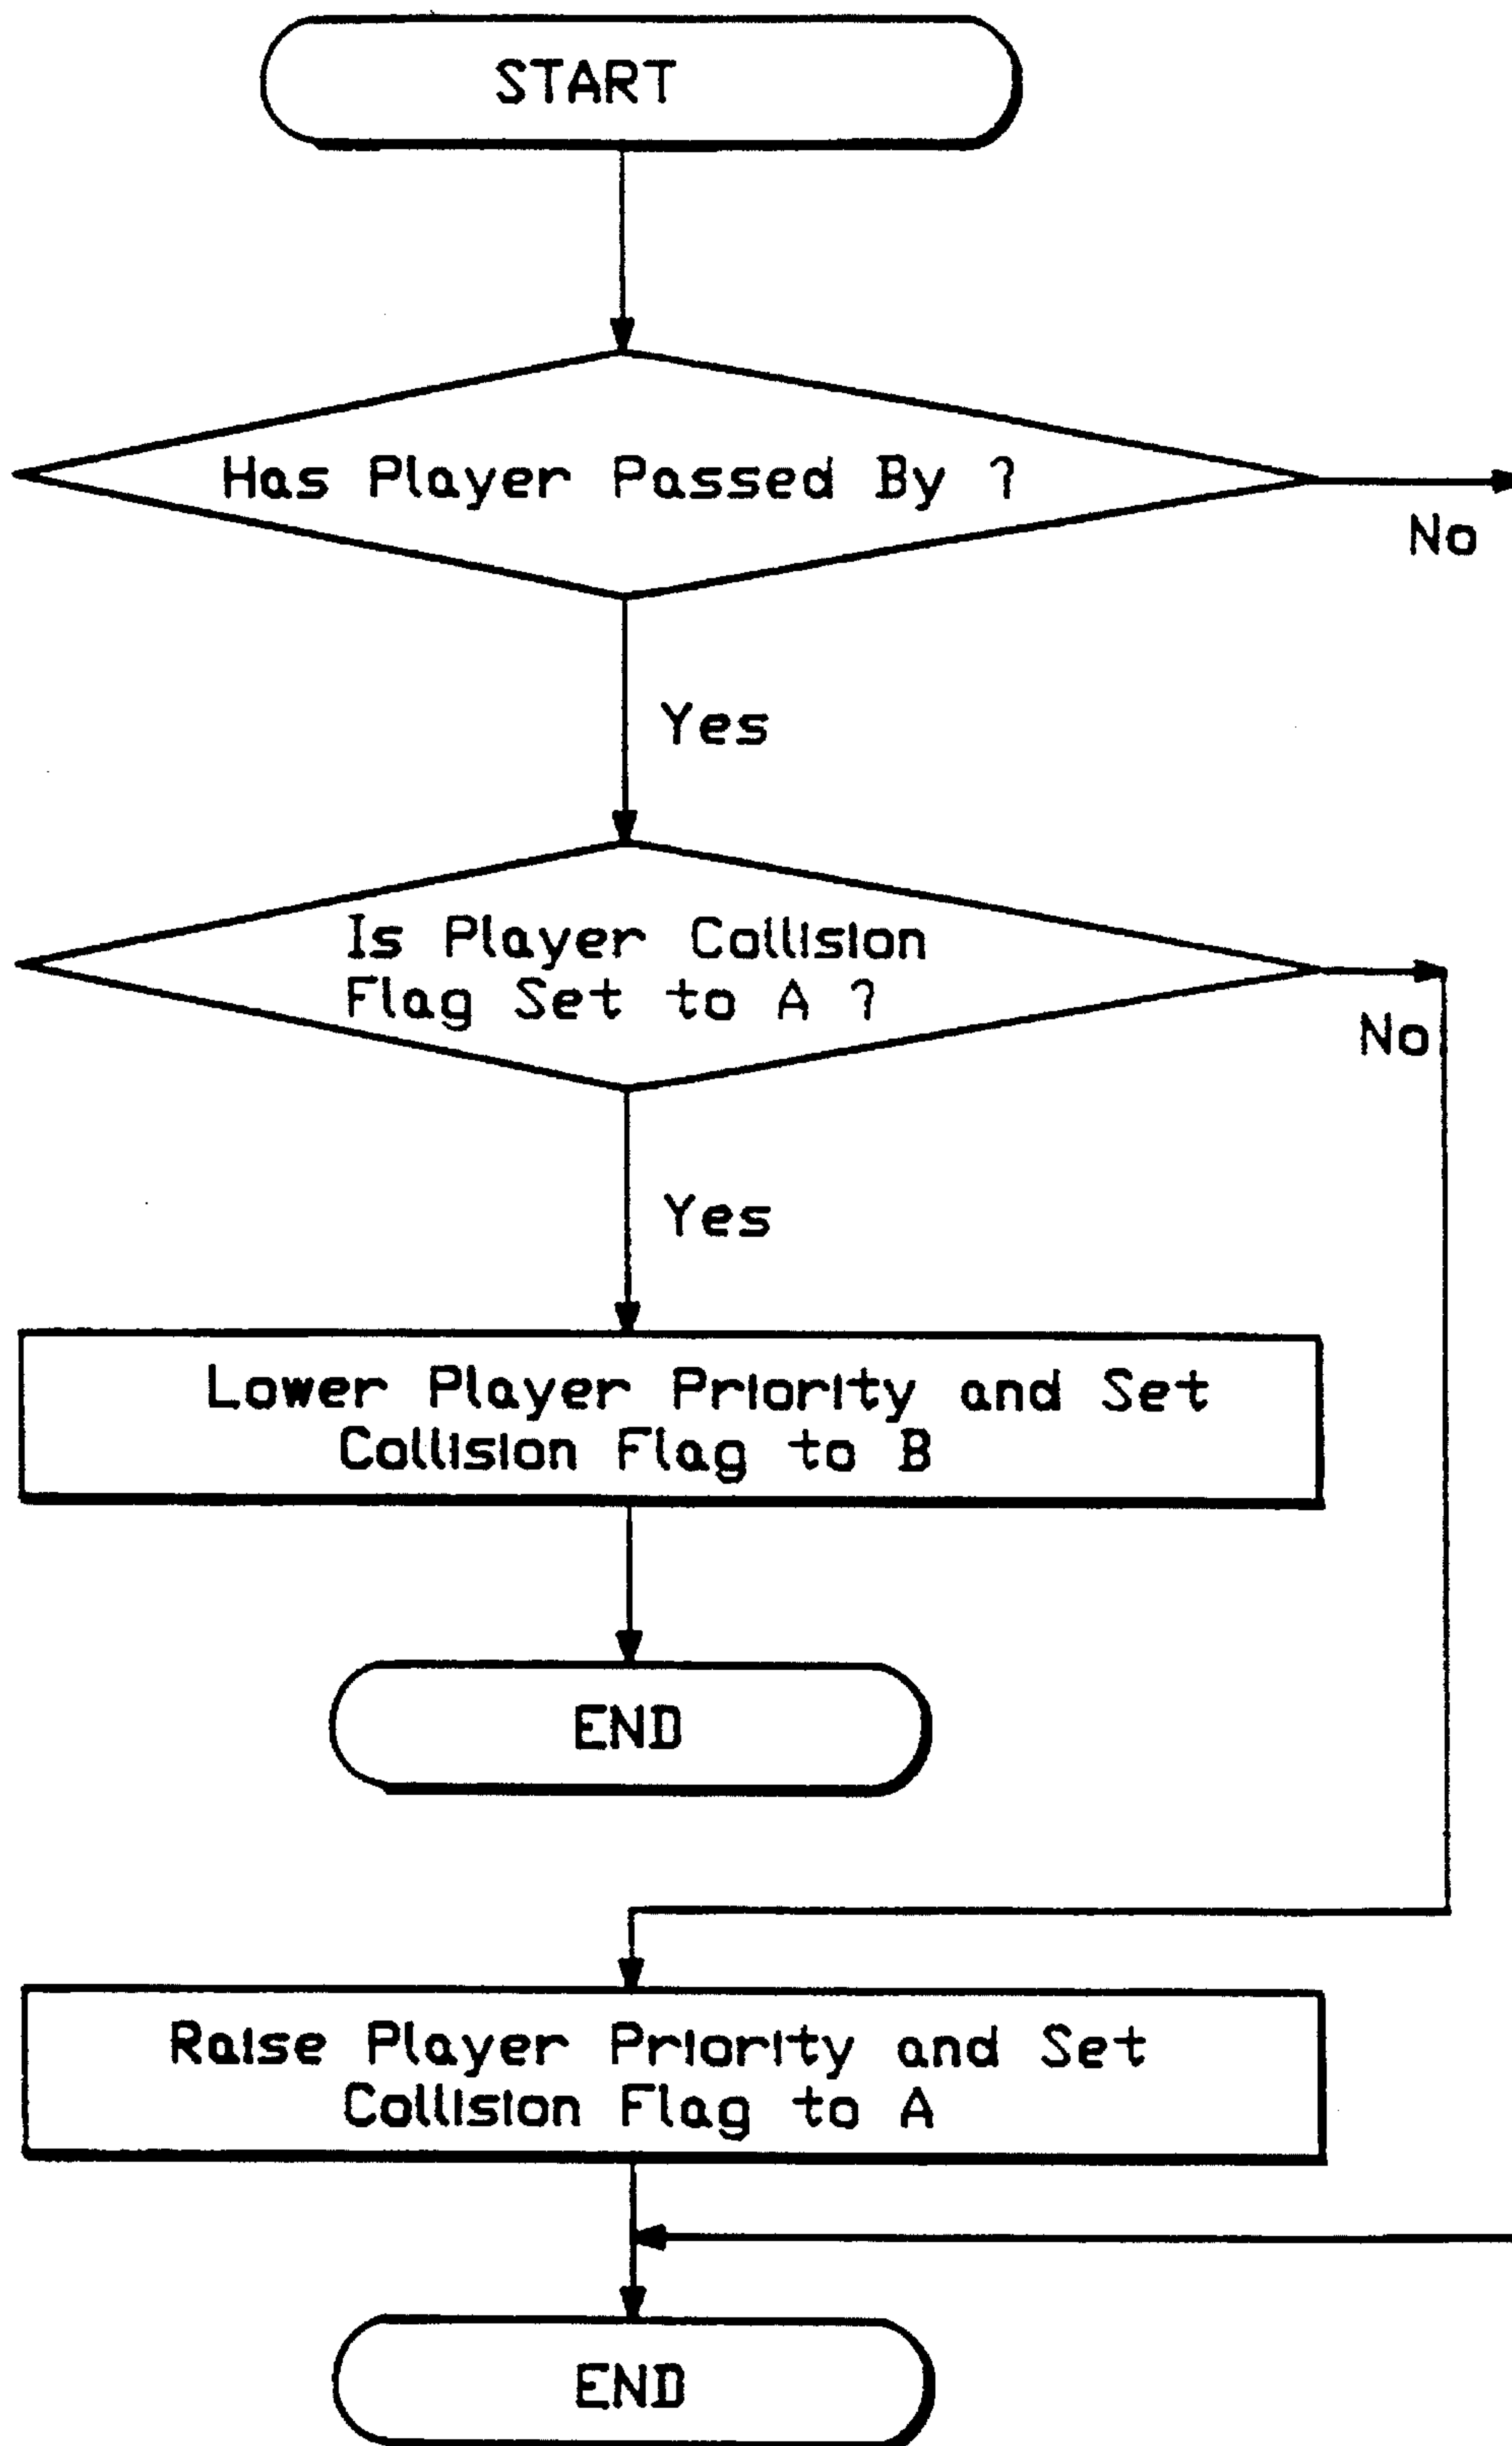 START
Has Player Passed By ?
No
Yes
Is Player Collision
Flag Set to A ?
No
Yes
Lower Player Priority and Set
Collision Flag to B
END
Raise Player Priority and Set
Collision Flag to A
END